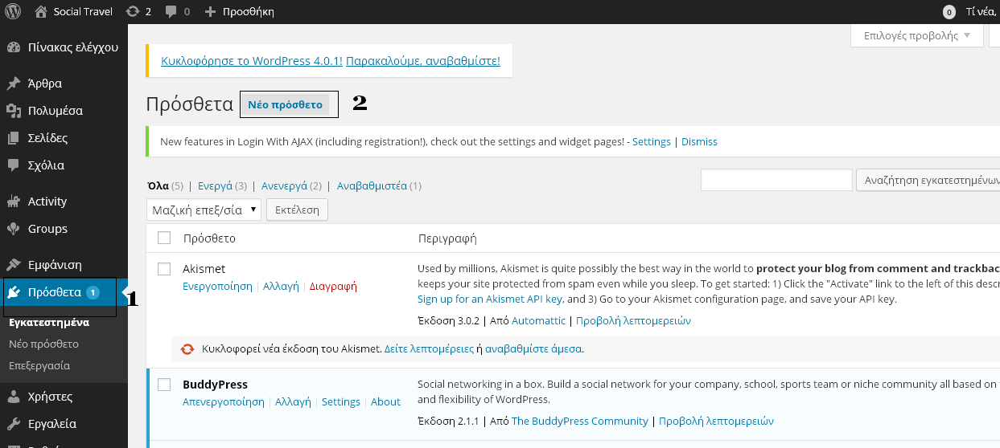 Social Travel 2 0 Προσθήκη 0 Τί νέα,
Πίνακας ελέγχου
Άρθρα
Πολυμέσα
Σελίδες
Σχόλια
Activity
Groups
Εμφάνιση
Πρόσθετα 1
1
Εγκατεστημένα
Νέο πρόσθετο
Επεξεργασία
Χρήστες
Εργαλεία
Επιλογές προβολής
Κυκλοφόρησε το WordPress 4.0.1! Παρακαλούμε, αναβαθμίστε!
Πρόσθετα Νέο πρόσθετο 2
New features in Login With AJAX (including registration!), check out the settings and widget pages! - Settings | Dismiss
Όλα (5) | Ενεργά (3) | Ανενεργά (2) | Αναβαθμιστέα (1)
Αναζήτηση εγκατεστημένων
Μαζική επεξ/σία Εκτέλεση
Πρόσθετο Περιγραφή
Akismet
Ενεργοποίηση | Αλλαγή | Διαγραφή
Used by millions, Akismet is quite possibly the best way in the world to protect your blog from comment and trackbac
keeps your site protected from spam even while you sleep. To get started: 1) Click the "Activate" link to the left of this descr
Sign up for an Akismet API key, and 3) Go to your Akismet configuration page, and save your API key.
Έκδοση 3.0.2 | Από Automattic | Προβολή λεπτομερειών
Κυκλοφορεί νέα έκδοση του Akismet. Δείτε λεπτομέρειες ή αναβαθμίστε άμεσα.
BuddyPress
Απενεργοποίηση | Αλλαγή | Settings | About
Social networking in a box. Build a social network for your company, school, sports team or niche community all based on
and flexibility of WordPress.
Έκδοση 2.1.1 | Από The BuddyPress Community | Προβολή λεπτομερειών